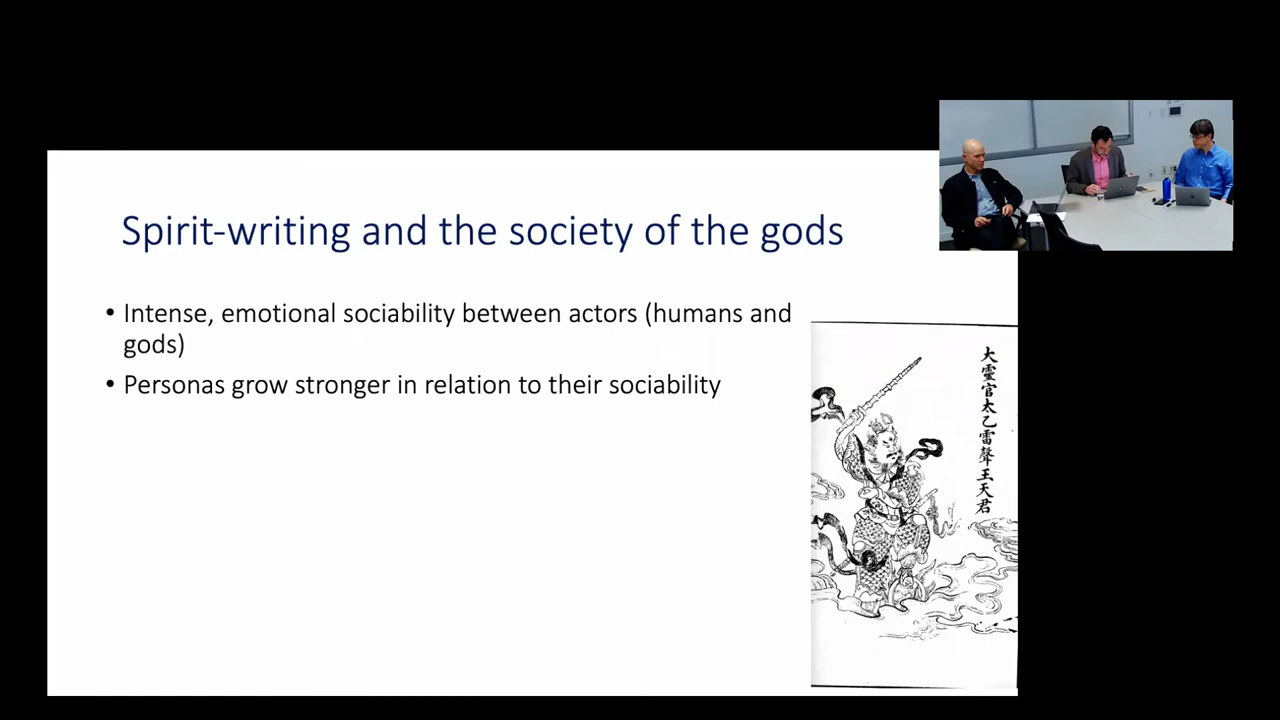 Spirit-writing and the society of the gods
• Intense, emotional sociability between actors (humans and
gods)
• Personas grow stronger in relation to their sociability
大靈官太乙雷聲王天君